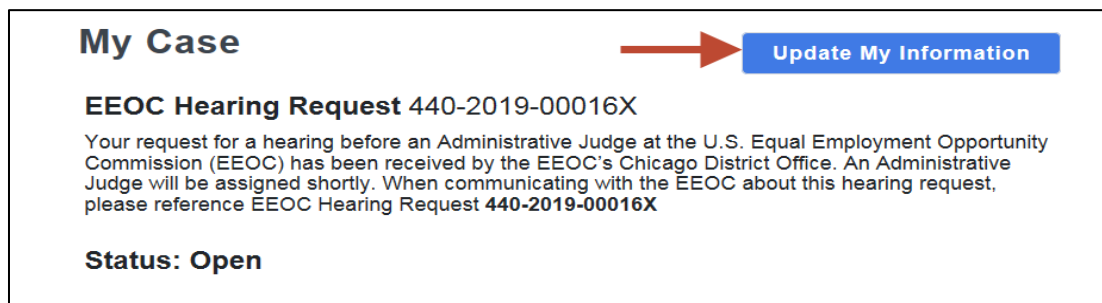 My Case
Update My Information
EEOC Hearing Request 440-2019-00016X
Your request for a hearing before an Administrative Judge at the U.S. Equal Employment Opportunity
Commission (EEOC) has been received by the EEOC's Chicago District Office. An Administrative
Judge will be assigned shortly. When communicating with the EEOC about this hearing request,
please reference EEOC Hearing Request 440-2019-00016X
Status: Open